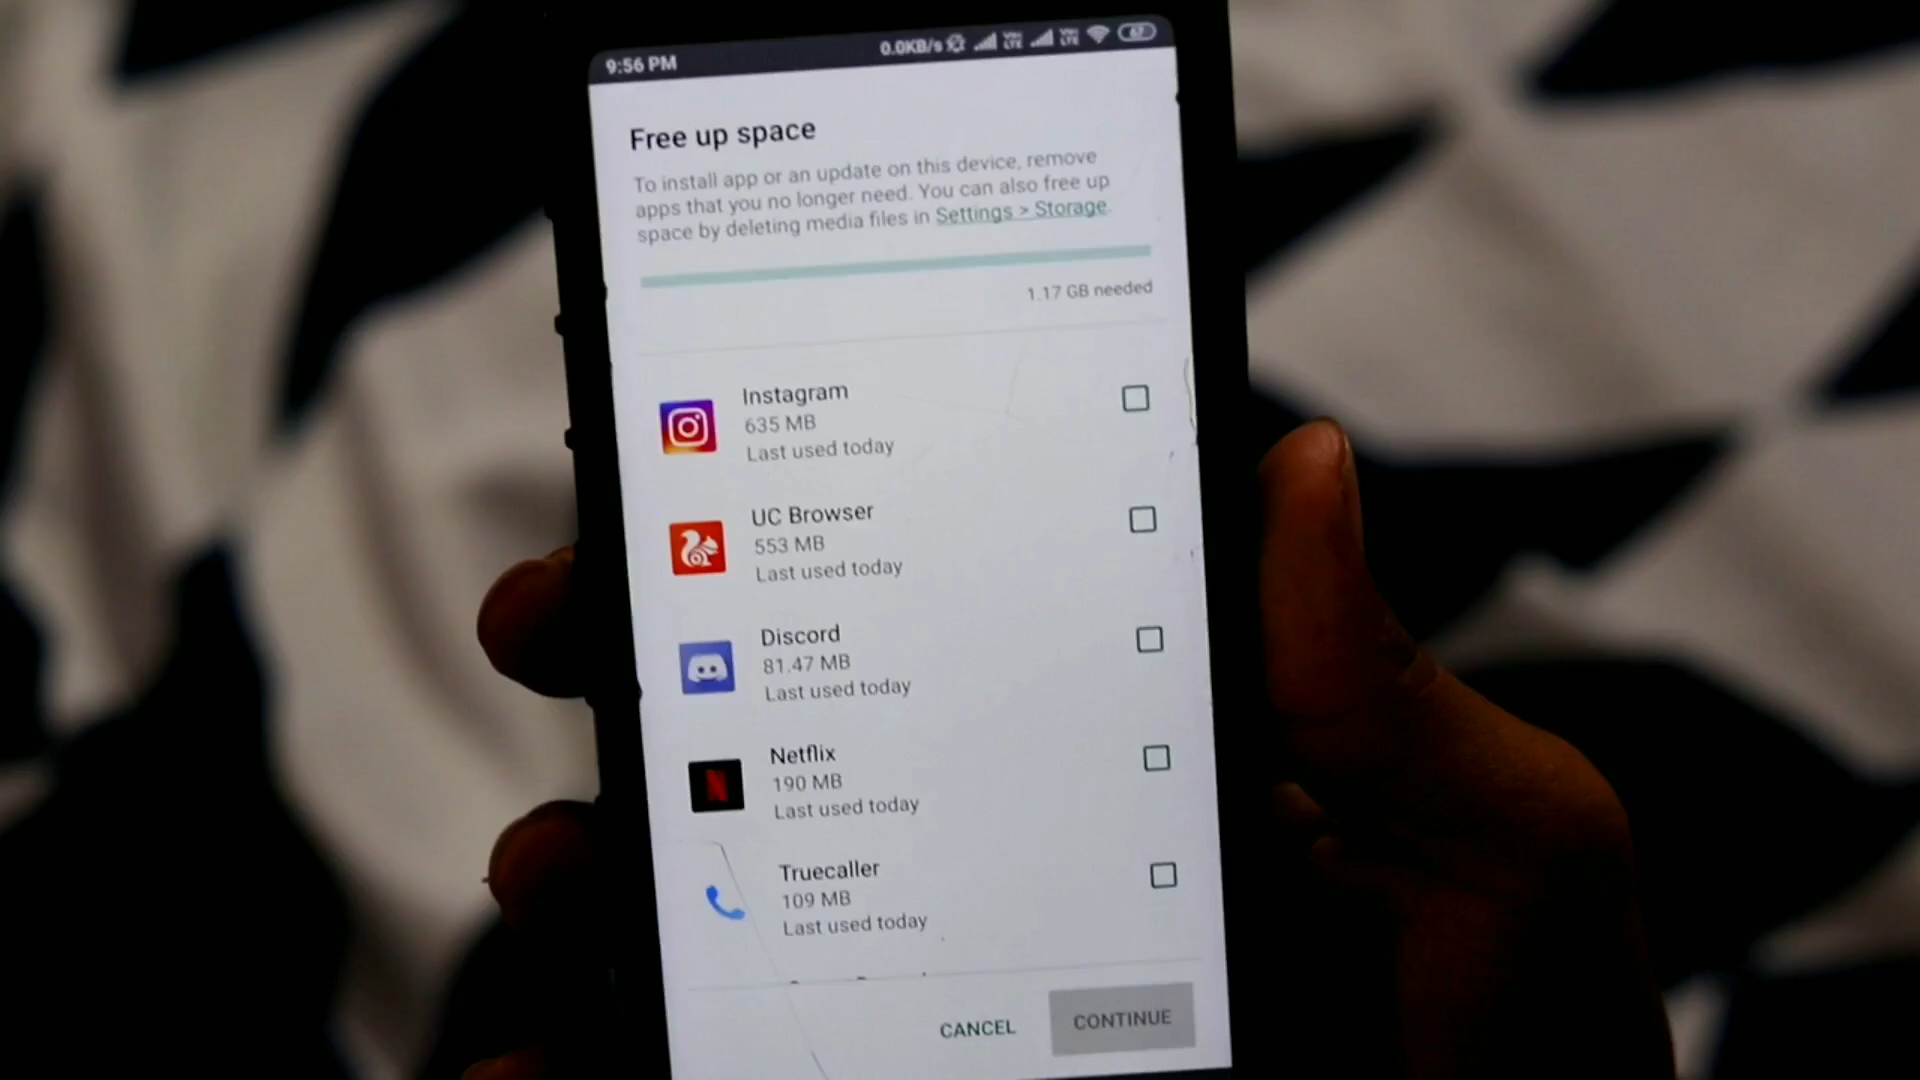 9:56 PM
0.0KB/s VoLTE VoLTE 67
Free up space
To install app or an update on this device, remove
apps that you no longer need. You can also free up
space by deleting media files in Settings > Storage.
1.17 GB needed
Instagram
635 MB
Last used today
UC Browser
553 MB
Last used today
Discord
81.47 MB
Last used today
Netflix
190 MB
Last used today
Truecaller
109 MB
Last used today
CANCEL
CONTINUE